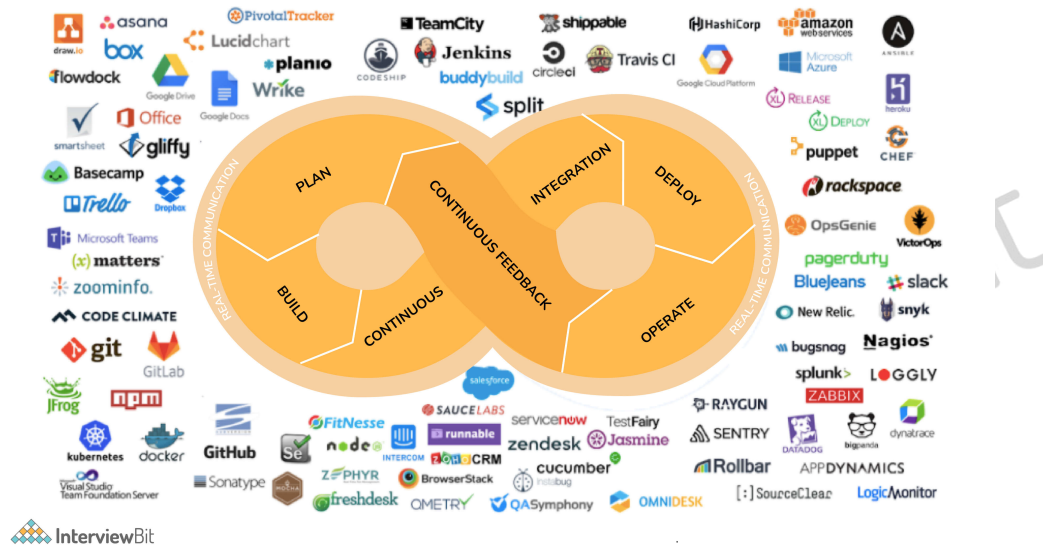 draw.io
asana
PivotalTracker
box
Lucidchart
flowdock
Google Drive
planio
Google Docs
Wrike
smartsheet
Office
gliffy
Basecamp
Trello
Dropbox
Microsoft Teams
(x) matters
zoominfo.
CODE CLIMATE
git
GitLab
JFrog
npm
kubernetes
docker
Visual Studio
Team Foundation Server
GitHub
Sonatype
TeamCity
shippable
CODESHIP
Jenkins
circleci
Travis CI
buddybuild
split
HashiCorp
amazon
webservices
ANSIBLE
Google Cloud Platform
Microsoft
Azure
XL RELEASE
heroku
XL DEPLOY
puppet
CHEF
rackspace
OpsGenie
VictorOps
pagerduty
BlueJeans
slack
New Relic.
snyk
bugsnag
Nagios®
splunk>
LOGGLY
ZABBIX
RAYGUN
SENTRY
DATADOG
bigpanda
dynatrace
Rollbar
APPDYNAMICS
[:]SourceClear
LogicMonitor
REAL-TIME COMMUNICATION
PLAN
BUILD
CONTINUOUS
CONTINUOUS FEEDBACK
INTEGRATION
DEPLOY
OPERATE
REAL-TIME COMMUNICATION
salesforce
SAUCELABS
FitNesse
servicenow
TestFairy
Se
node
INTERCOM
runnable
zendesk
Jasmine
ZOHO CRM
MOCHA
ZEPHYR
BrowserStack
cucumber
instabug
freshdesk
QMETRY
QASymphony
OMNIDESK
InterviewBit